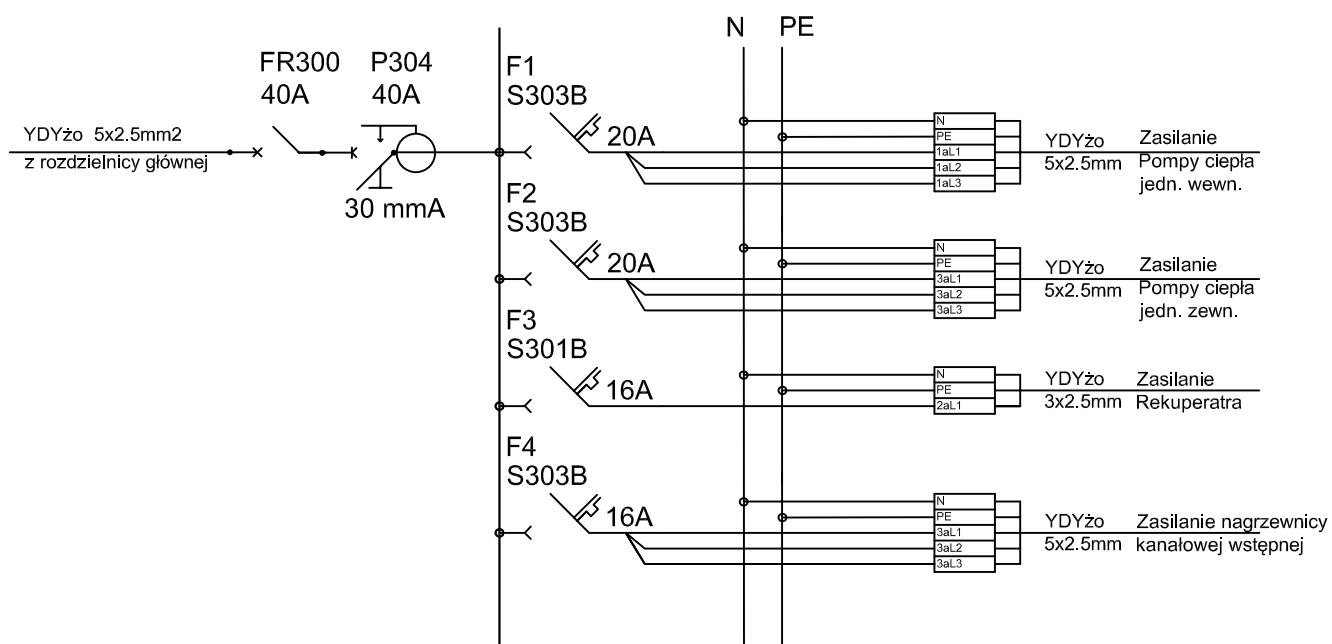 N PE
FR300 P304
40A 40A
YDYżo 5x2.5mm2
z rozdzielnicy głównej
30 mmA
F1
S303B
20A
N
PE
1aL1
1aL2
1aL3
YDYżo
5x2.5mm
Zasilanie
Pompy ciepła
jedn. wewn.
F2
S303B
20A
N
PE
3aL1
3aL2
3aL3
YDYżo
5x2.5mm
Zasilanie
Pompy ciepła
jedn. zewn.
F3
S301B
16A
N
PE
2aL1
YDYżo
3x2.5mm
Zasilanie
Rekuperatra
F4
S303B
16A
N
PE
3aL1
3aL2
3aL3
YDYżo
5x2.5mm
Zasilanie nagrzewnicy
kanałowej wstępnej